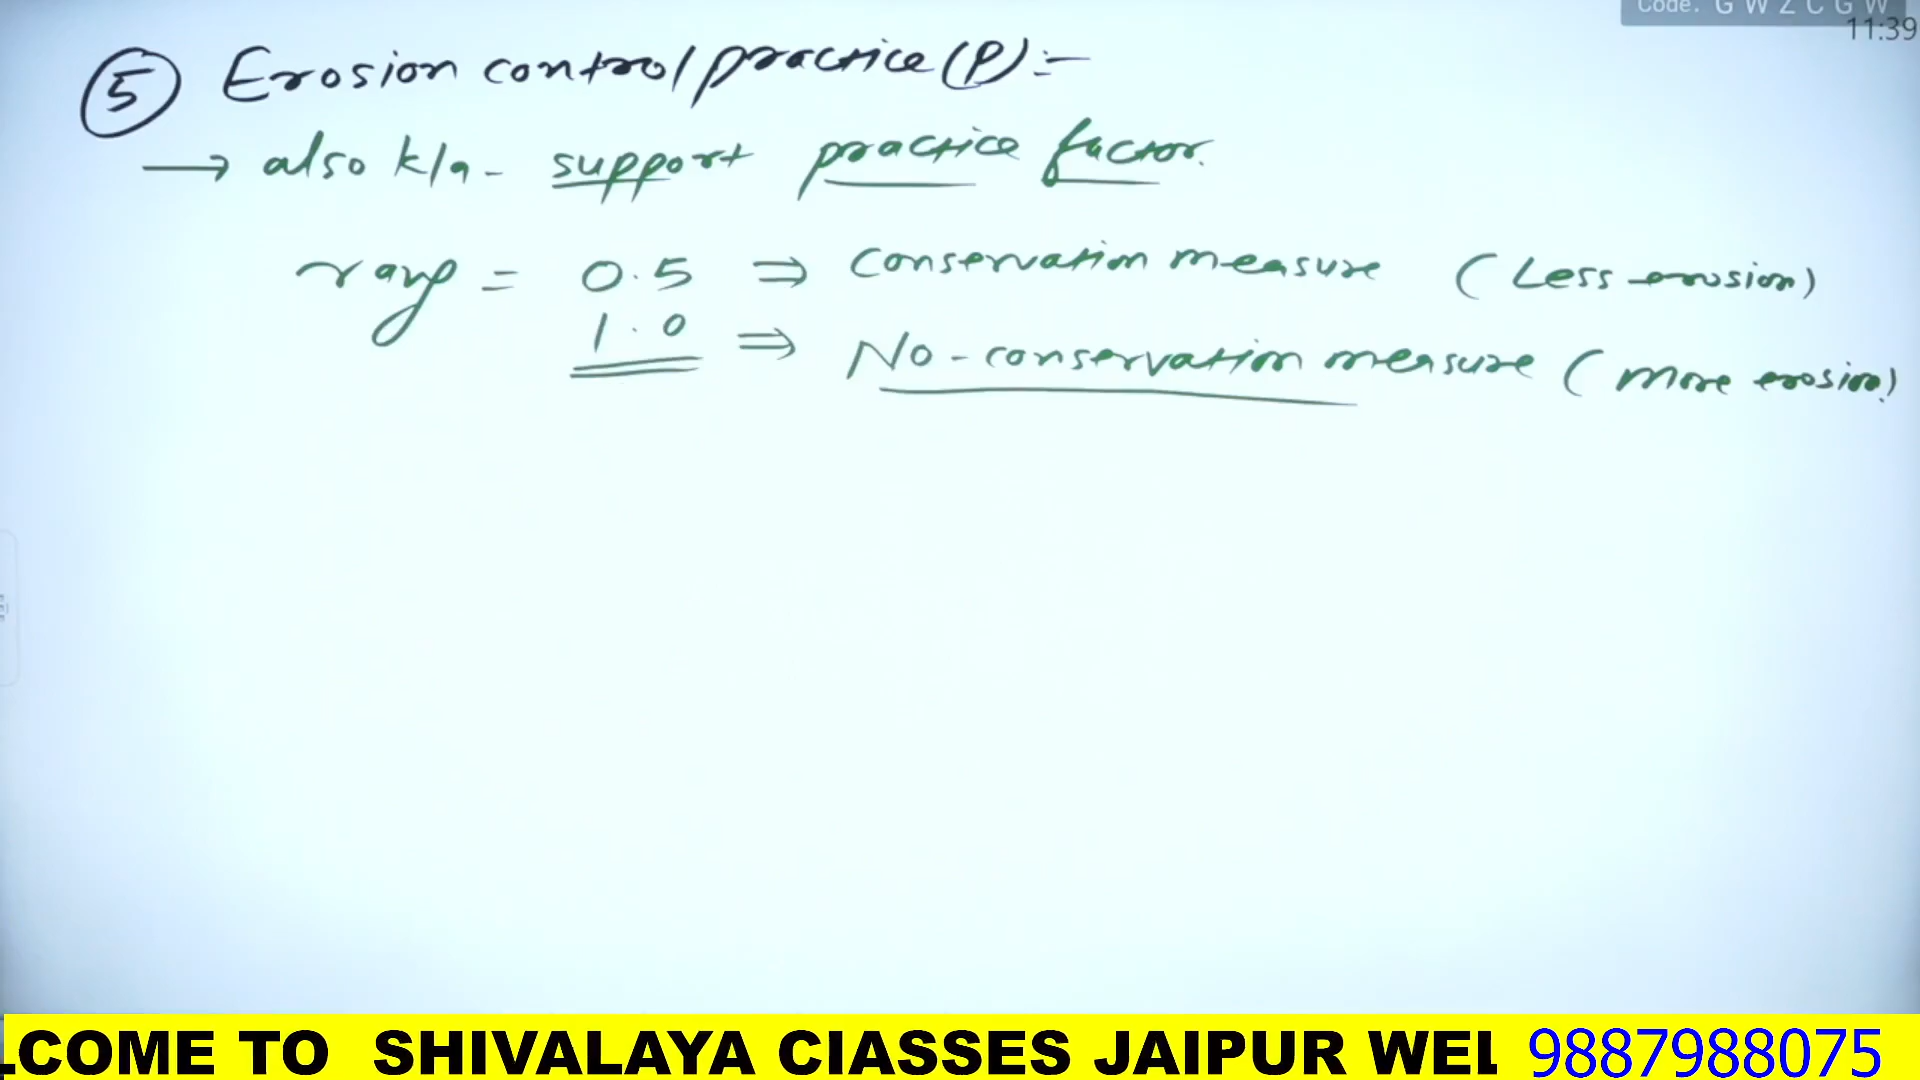 Code: G W Z C G W
11:39
5 Erosion control practice (P):-
→ also k/a - support practice factor.
range = 0.5 ⇒ Conservation measure (Less erosion)
1.0 ⇒ No-conservation measure (more erosion)
LCOME TO SHIVALAYA CIASSES JAIPUR WEL 9887988075